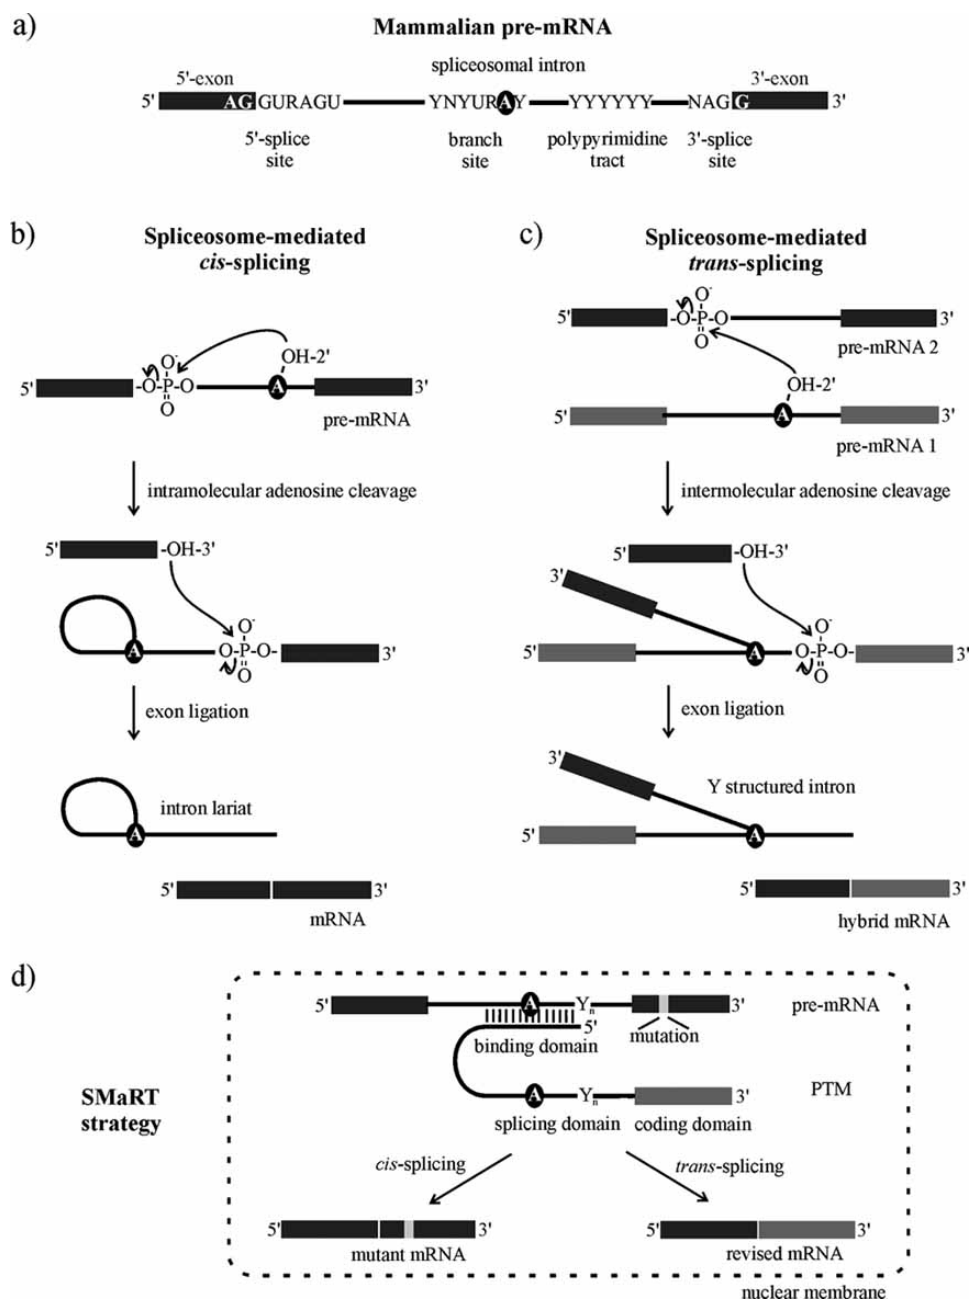 a)
Mammalian pre-mRNA
spliceosomal intron
5'-exon
3'-exon
5' AG GURAGU YNYURAY YYYYYY NAG G 3'
5'-splice site
branch site
polypyrimidine tract
3'-splice site
b)
Spliceosome-mediated
cis-splicing
O-
OH-2'
5' -O-P-O A 3'
O
pre-mRNA
intramolecular adenosine cleavage
5' -OH-3'
O-
A O-P-O- 3'
O
exon ligation
intron lariat
A
5' 3'
mRNA
c)
Spliceosome-mediated
trans-splicing
O-
5' -O-P-O 3'
O
pre-mRNA 2
OH-2'
5' A 3'
pre-mRNA 1
intermolecular adenosine cleavage
5' -OH-3'
3'
O-
5' A O-P-O- 3'
O
exon ligation
3'
Y structured intron
5' A
5' 3'
hybrid mRNA
d)
SMaRT
strategy
5' A Yn 3'
pre-mRNA
5'
binding domain
mutation
A Yn 3'
PTM
splicing domain
coding domain
cis-splicing
trans-splicing
5' 3'
mutant mRNA
5' 3'
revised mRNA
nuclear membrane